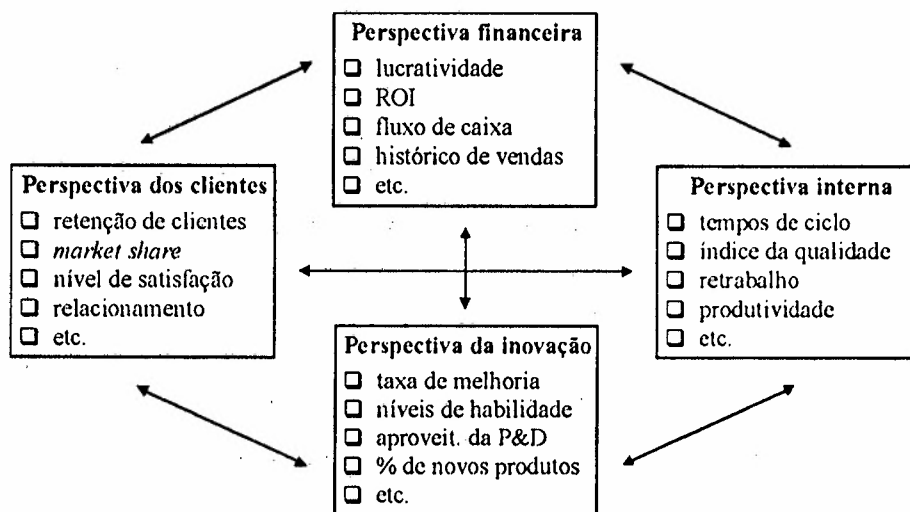 Perspectiva financeira
❑ lucratividade
❑ ROI
❑ fluxo de caixa
❑ histórico de vendas
❑ etc.
Perspectiva dos clientes
❑ retenção de clientes
❑ market share
❑ nível de satisfação
❑ relacionamento
❑ etc.
Perspectiva interna
❑ tempos de ciclo
❑ índice da qualidade
❑ retrabalho
❑ produtividade
❑ etc.
Perspectiva da inovação
❑ taxa de melhoria
❑ níveis de habilidade
❑ aproveit. da P&D
❑ % de novos produtos
❑ etc.